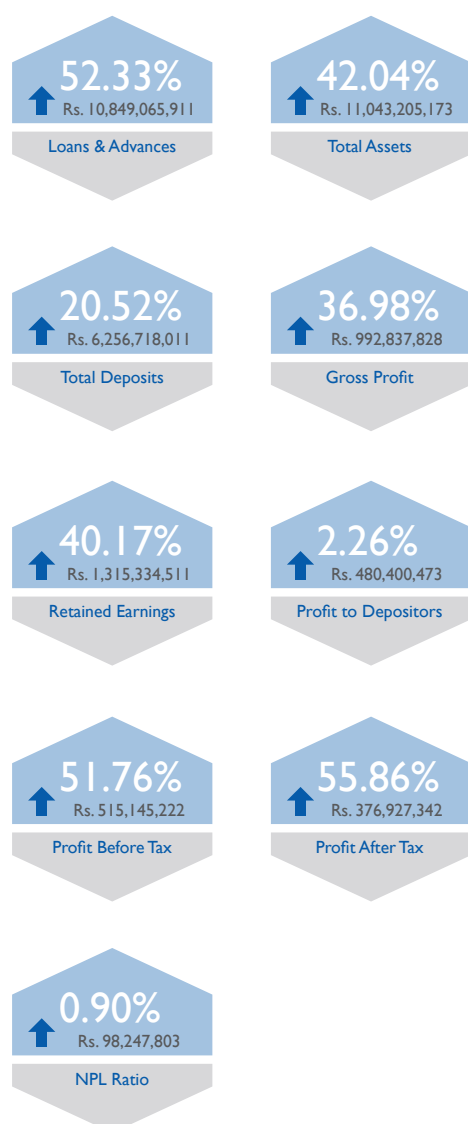 52.33%
Rs. 10,849,065,911
Loans & Advances
42.04%
Rs. 11,043,205,173
Total Assets
20.52%
Rs. 6,256,718,011
Total Deposits
36.98%
Rs. 992,837,828
Gross Profit
40.17%
Rs. 1,315,334,511
Retained Earnings
2.26%
Rs. 480,400,473
Profit to Depositors
51.76%
Rs. 515,145,222
Profit Before Tax
55.86%
Rs. 376,927,342
Profit After Tax
0.90%
Rs. 98,247,803
NPL Ratio